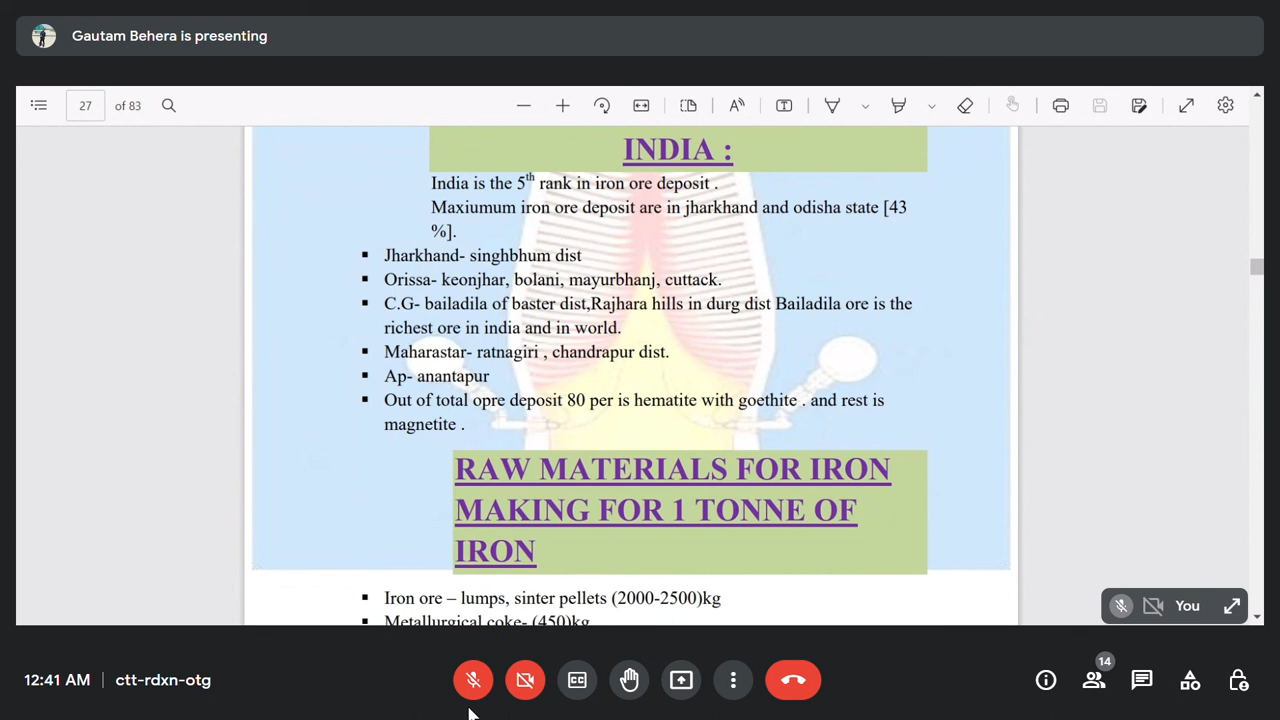 Gautam Behera is presenting
27 of 83
INDIA :
India is the 5th rank in iron ore deposit .
Maxiumum iron ore deposit are in jharkhand and odisha state [43
%].
▪ Jharkhand- singhbhum dist
▪ Orissa- keonjhar, bolani, mayurbhanj, cuttack.
▪ C.G- bailadila of baster dist,Rajhara hills in durg dist Bailadila ore is the
richest ore in india and in world.
▪ Maharastar- ratnagiri , chandrapur dist.
▪ Ap- anantapur
▪ Out of total opre deposit 80 per is hematite with goethite . and rest is
magnetite .
RAW MATERIALS FOR IRON
MAKING FOR 1 TONNE OF
IRON
▪ Iron ore – lumps, sinter pellets (2000-2500)kg
▪ Metallurgical coke- (450)kg
You
12:41 AM ctt-rdxn-otg
14